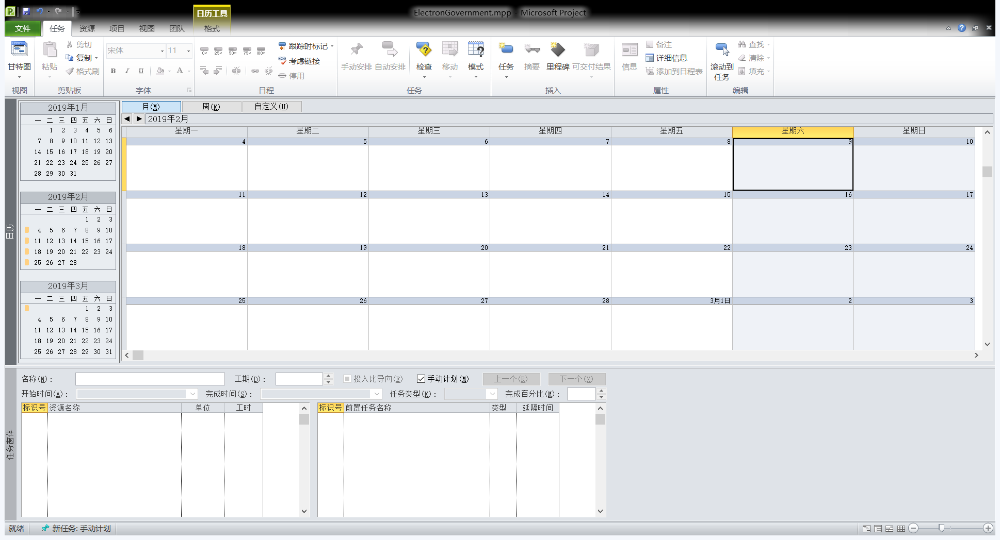 日历工具
ElectronGovernment.mpp - Microsoft Project
文件 任务 资源 项目 视图 团队 格式
甘特图 粘贴 剪切 复制 格式刷
宋体 11
B I U A
0% 25% 50% 75% 100%
跟踪时标记 考虑链接 停用
手动安排 自动安排 检查 移动 模式
任务 摘要 里程碑 可交付结果
信息 备注 详细信息 添加到日程表
滚动到任务 查找 清除 填充
视图 剪贴板 字体 日程 任务 插入 属性 编辑
日历
2019年1月
一 二 三 四 五 六 日
1 2 3 4 5 6
7 8 9 10 11 12 13
14 15 16 17 18 19 20
21 22 23 24 25 26 27
28 29 30 31
2019年2月
一 二 三 四 五 六 日
1 2 3
4 5 6 7 8 9 10
11 12 13 14 15 16 17
18 19 20 21 22 23 24
25 26 27 28
2019年3月
一 二 三 四 五 六 日
1 2 3
4 5 6 7 8 9 10
11 12 13 14 15 16 17
18 19 20 21 22 23 24
25 26 27 28 29 30 31
月(M) 周(K) 自定义(U)
2019年2月
星期一 星期二 星期三 星期四 星期五 星期六 星期日
4 5 6 7 8 9 10
11 12 13 14 15 16 17
18 19 20 21 22 23 24
25 26 27 28 3月1日 2 3
任务窗体
名称(N): 工期(D): 投入比导向(E) 手动计划(M) 上一个(R) 下一个(X)
开始时间(A): 完成时间(S): 任务类型(K): 完成百分比(M):
标识号 资源名称 单位 工时 标识号 前置任务名称 类型 延隔时间
就绪 新任务: 手动计划